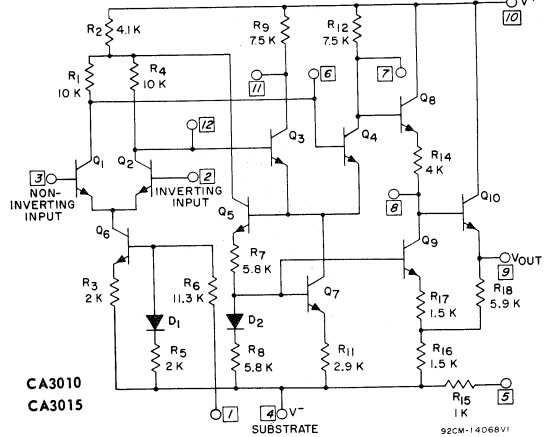 V+
10
R2 4.1 K
R9
7.5 K
R12
7.5 K
R1
10 K
R4
10 K
11
6
7
Q8
12
Q3
Q4
R14
4 K
Q1
Q2
3
NON-
INVERTING
INPUT
2
INVERTING
INPUT
8
Q10
Q5
Q6
R7
5.8 K
Q9
VOUT
9
R3
2 K
R6
11.3 K
Q7
R17
1.5 K
R18
5.9 K
D1
D2
R5
2 K
R8
5.8 K
R11
2.9 K
R16
1.5 K
CA3010
CA3015
1
4
V-
SUBSTRATE
R15
1 K
5
92CM-14068V1